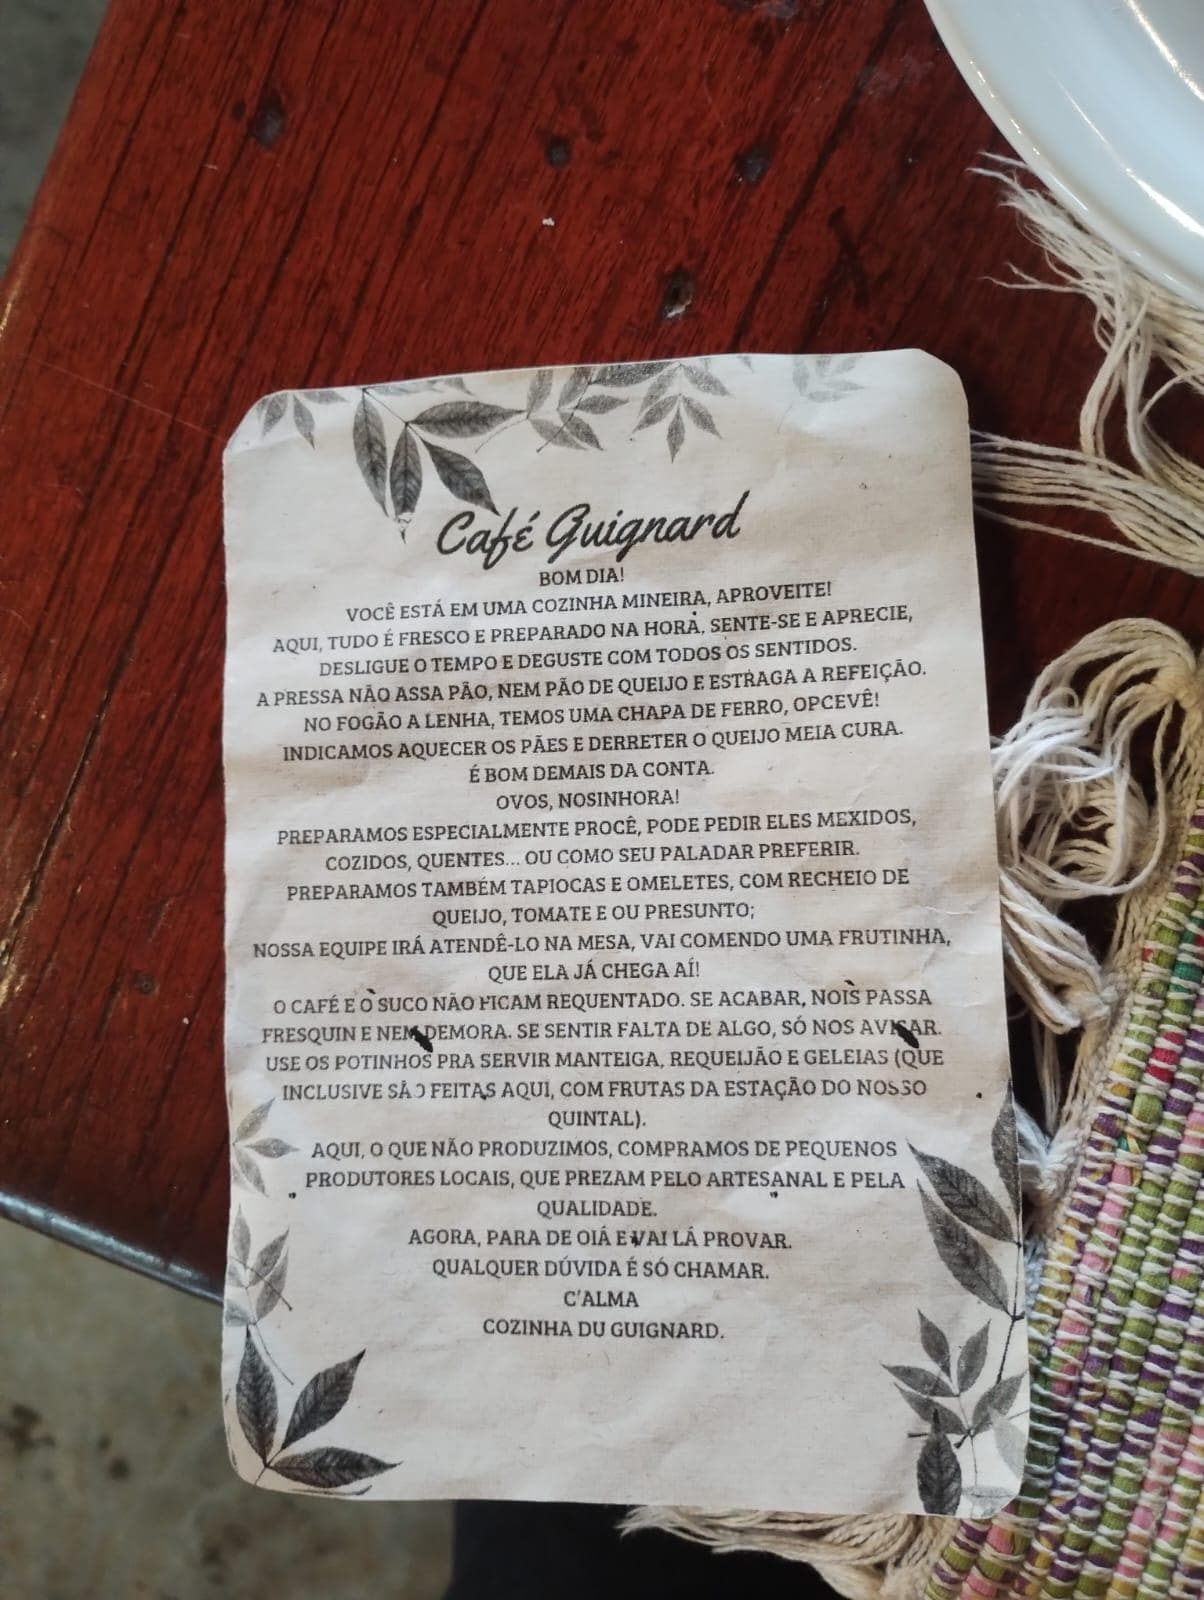 Café Guignard
BOM DIA!
VOCÊ ESTÁ EM UMA COZINHA MINEIRA, APROVEITE!
AQUI, TUDO É FRESCO E PREPARADO NA HORA, SENTE-SE E APRECIE,
DESLIGUE O TEMPO E DEGUSTE COM TODOS OS SENTIDOS.
A PRESSA NÃO ASSA PÃO, NEM PÃO DE QUEIJO E ESTRAGA A REFEIÇÃO.
NO FOGÃO A LENHA, TEMOS UMA CHAPA DE FERRO, OPCEVÊ!
INDICAMOS AQUECER OS PÃES E DERRETER O QUEIJO MEIA CURA.
É BOM DEMAIS DA CONTA.
OVOS, NOSINHORA!
PREPARAMOS ESPECIALMENTE PROCÊ, PODE PEDIR ELES MEXIDOS,
COZIDOS, QUENTES... OU COMO SEU PALADAR PREFERIR.
PREPARAMOS TAMBÉM TAPIOCAS E OMELETES, COM RECHEIO DE
QUEIJO, TOMATE E OU PRESUNTO;
NOSSA EQUIPE IRÁ ATENDÊ-LO NA MESA, VAI COMENDO UMA FRUTINHA,
QUE ELA JÁ CHEGA AÍ!
O CAFÉ E O SUCO NÃO FICAM REQUENTADO. SE ACABAR, NOIS PASSA
FRESQUIN E NEM DEMORA. SE SENTIR FALTA DE ALGO, SÓ NOS AVISAR.
USE OS POTINHOS PRA SERVIR MANTEIGA, REQUEIJÃO E GELEIAS (QUE
INCLUSIVE SÃO FEITAS AQUI, COM FRUTAS DA ESTAÇÃO DO NOSSO
QUINTAL).
AQUI, O QUE NÃO PRODUZIMOS, COMPRAMOS DE PEQUENOS
PRODUTORES LOCAIS, QUE PREZAM PELO ARTESANAL E PELA
QUALIDADE.
AGORA, PARA DE OIÁ E VAI LÁ PROVAR.
QUALQUER DÚVIDA É SÓ CHAMAR.
C'ALMA
COZINHA DU GUIGNARD.